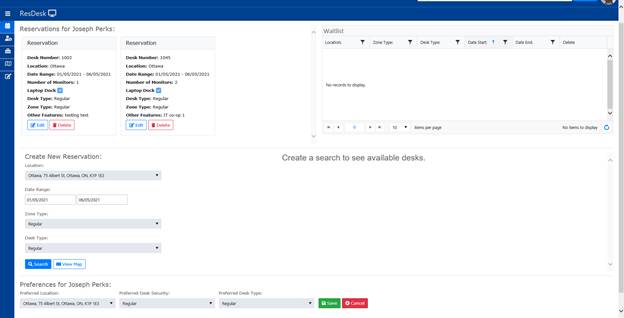 ResDesk
Reservations for Joseph Perks:
Reservation
Desk Number: 1002
Location: Ottawa
Date Range: 01/05/2021 - 06/05/2021
Number of Monitors: 1
Laptop Dock
Desk Type: Regular
Zone Type: Regular
Other Features: testing text
Edit Delete
Reservation
Desk Number: 1045
Location: Ottawa
Date Range: 01/05/2021 - 06/05/2021
Number of Monitors: 2
Laptop Dock
Desk Type: Regular
Zone Type: Regular
Other Features: IT co-op 1
Edit Delete
Waitlist
Location: Zone Type: Desk Type: Date Start: Date End: Delete
No records to display.
0 10 items per page No items to display
Create New Reservation:
Location:
Ottawa, 75 Albert St, Ottawa, ON, K1P 1E3
Date Range:
01/05/2021 06/05/2021
Zone Type:
Regular
Desk Type:
Regular
Search View Map
Create a search to see available desks.
Preferences for Joseph Perks:
Preferred Location: Preferred Desk Security: Preferred Desk Type:
Ottawa, 75 Albert St, Ottawa, ON, K1P 1E3 Regular Regular Save Cancel